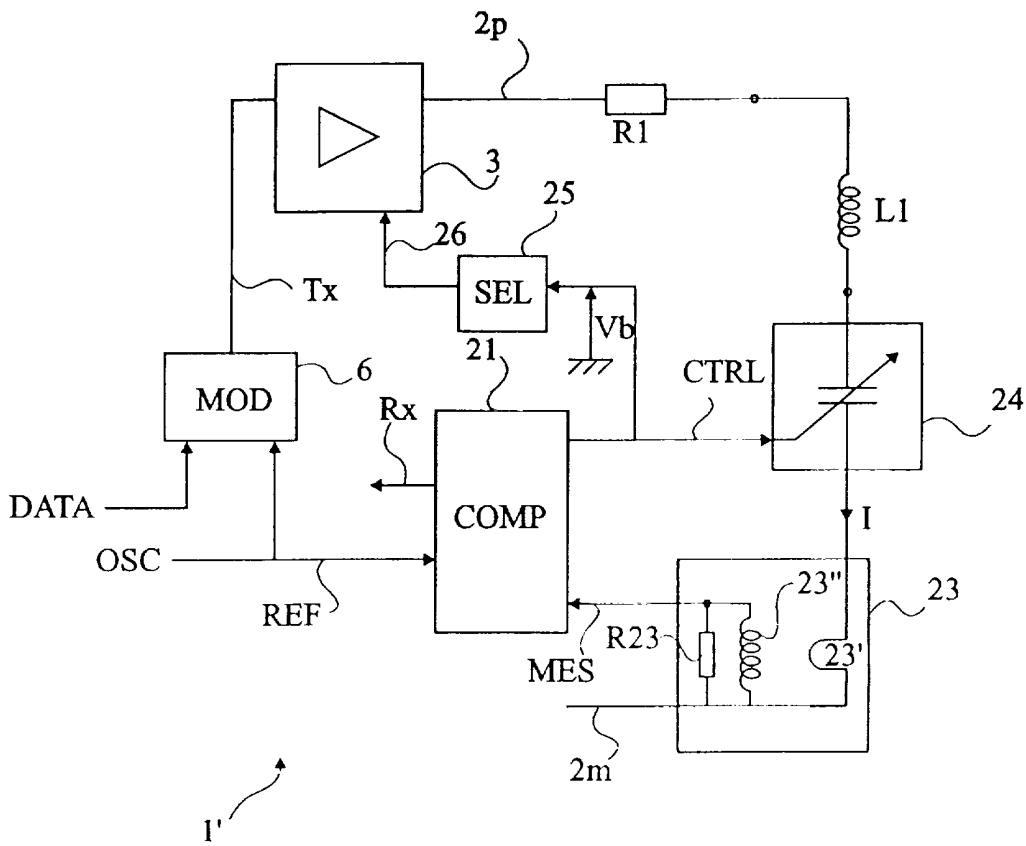 2p
R1
3
L1
25
26
SEL
Tx
Vb
21
CTRL
6
MOD
24
Rx
DATA
COMP
I
OSC
23"
23
REF
R23
23'
MES
2m
1'